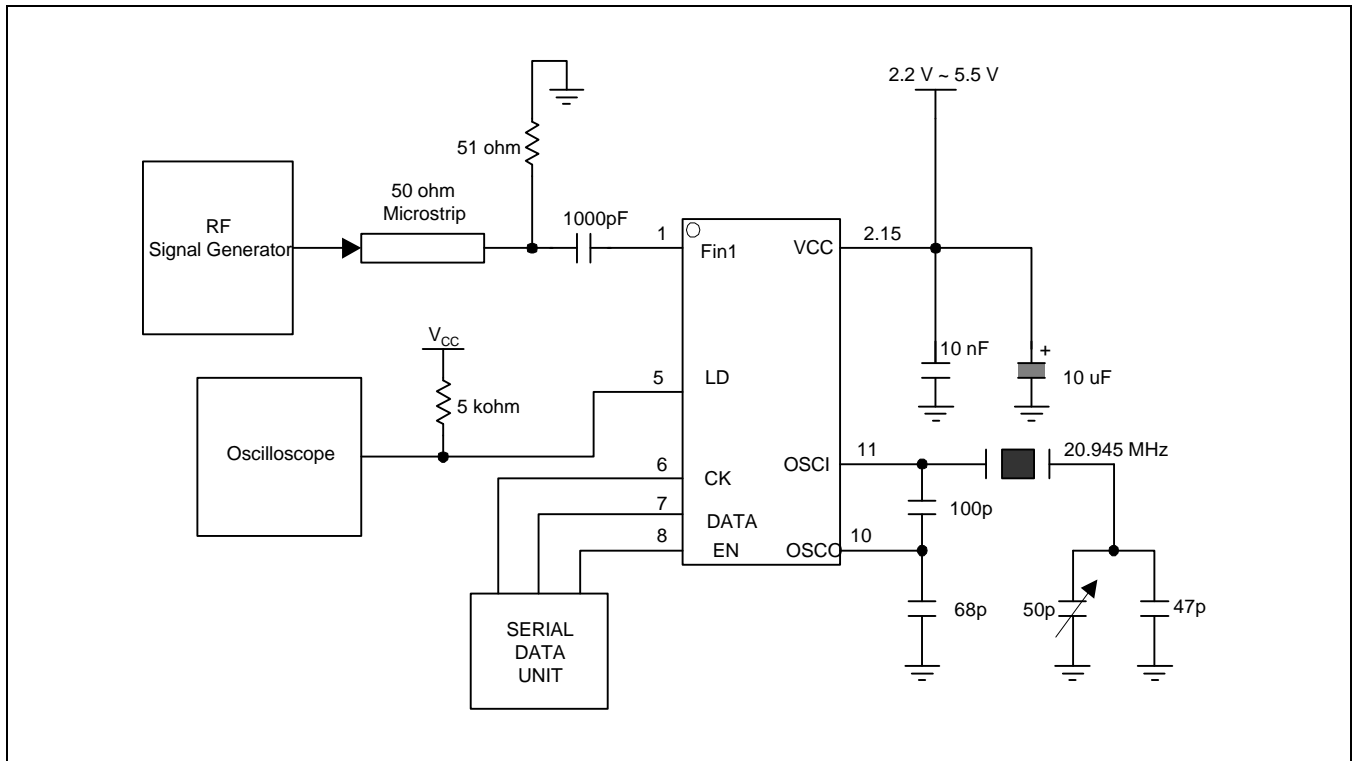 2.2 V ~ 5.5 V
51 ohm
50 ohm
Microstrip
1000pF
RF
Signal Generator
1
Fin1
VCC
2.15
10 nF
+
10 uF
VCC
5 kohm
5
LD
Oscilloscope
6
CK
7
DATA
8
EN
OSCI
11
20.945 MHz
100p
OSCO
10
68p
50p
47p
SERIAL
DATA
UNIT